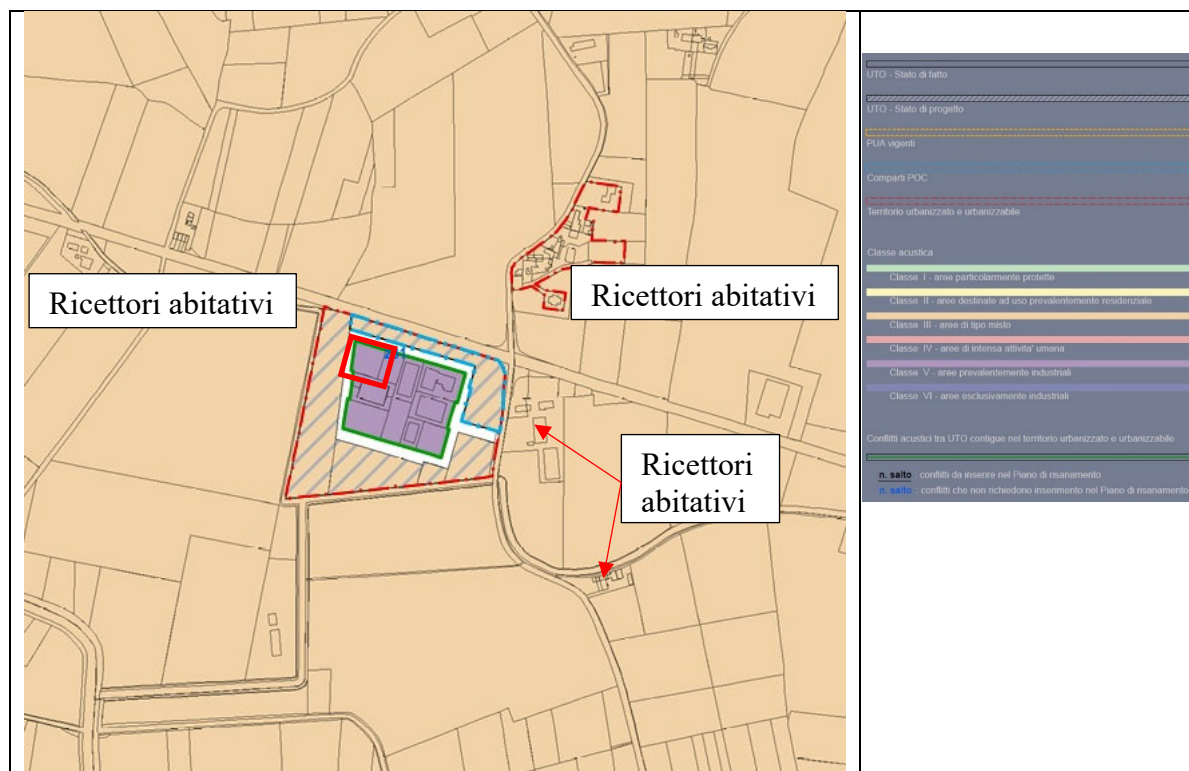 Ricettori abitativi
Ricettori abitativi
Ricettori
abitativi
UTO - Stato di fatto
UTO - Stato di progetto
PUA vigenti
Comparti POC
Territorio urbanizzato e urbanizzabile
Classe acustica
Classe I - aree particolarmente protette
Classe II - aree destinate ad uso prevalentemente residenziale
Classe III - aree di tipo misto
Classe IV - aree di intensa attivita' umana
Classe V - aree prevalentemente industriali
Classe VI - aree esclusivamente industriali
Conflitti acustici tra UTO contigue nel territorio urbanizzato e urbanizzabile
n. salto : conflitti da inserire nel Piano di risanamento
n. salto : conflitti che non richiedono inserimento nel Piano di risanamento